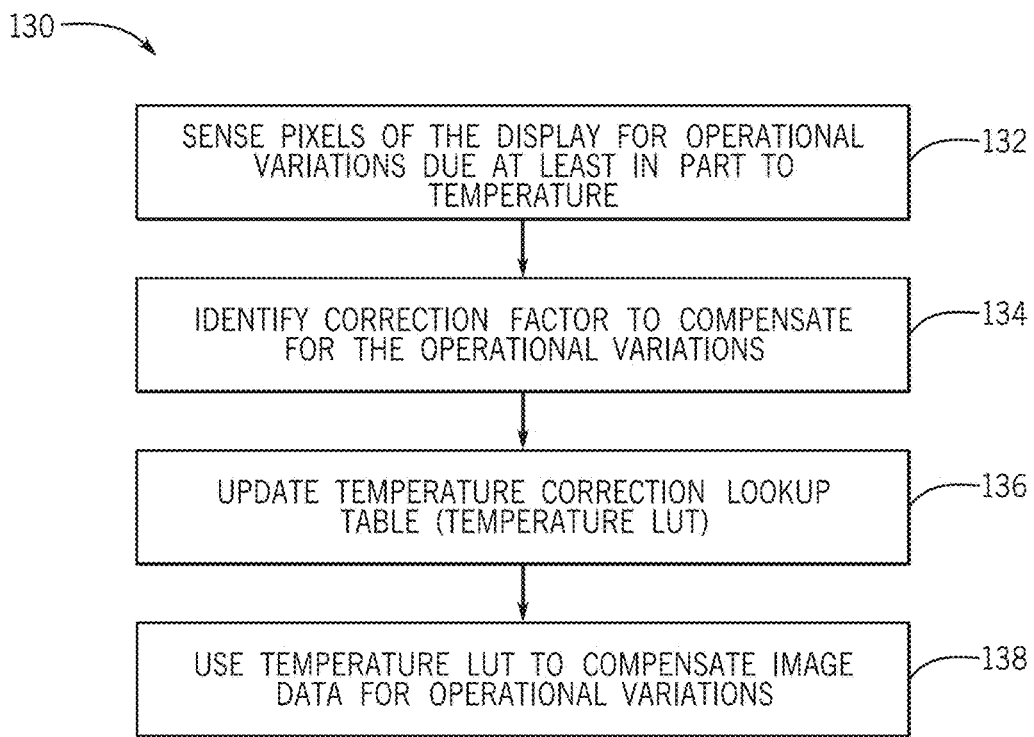 130
SENSE PIXELS OF THE DISPLAY FOR OPERATIONAL
VARIATIONS DUE AT LEAST IN PART TO
TEMPERATURE
132
IDENTIFY CORRECTION FACTOR TO COMPENSATE
FOR THE OPERATIONAL VARIATIONS
134
UPDATE TEMPERATURE CORRECTION LOOKUP
TABLE (TEMPERATURE LUT)
136
USE TEMPERATURE LUT TO COMPENSATE IMAGE
DATA FOR OPERATIONAL VARIATIONS
138